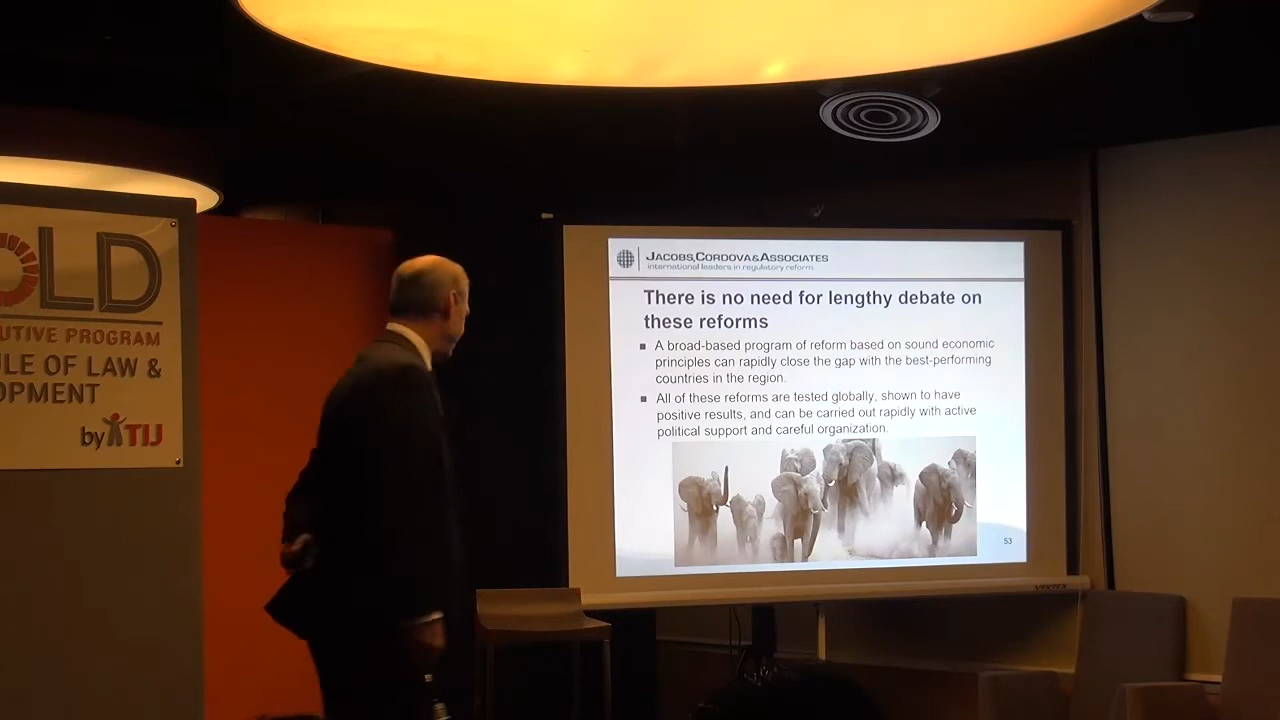 OLD
UTIVE PROGRAM
ULE OF LAW &
OPMENT
by TIJ
JACOBS, CORDOVA & ASSOCIATES
international leaders in regulatory reform
There is no need for lengthy debate on
these reforms
■ A broad-based program of reform based on sound economic
principles can rapidly close the gap with the best-performing
countries in the region.
■ All of these reforms are tested globally, shown to have
positive results, and can be carried out rapidly with active
political support and careful organization.
53
VERTEX